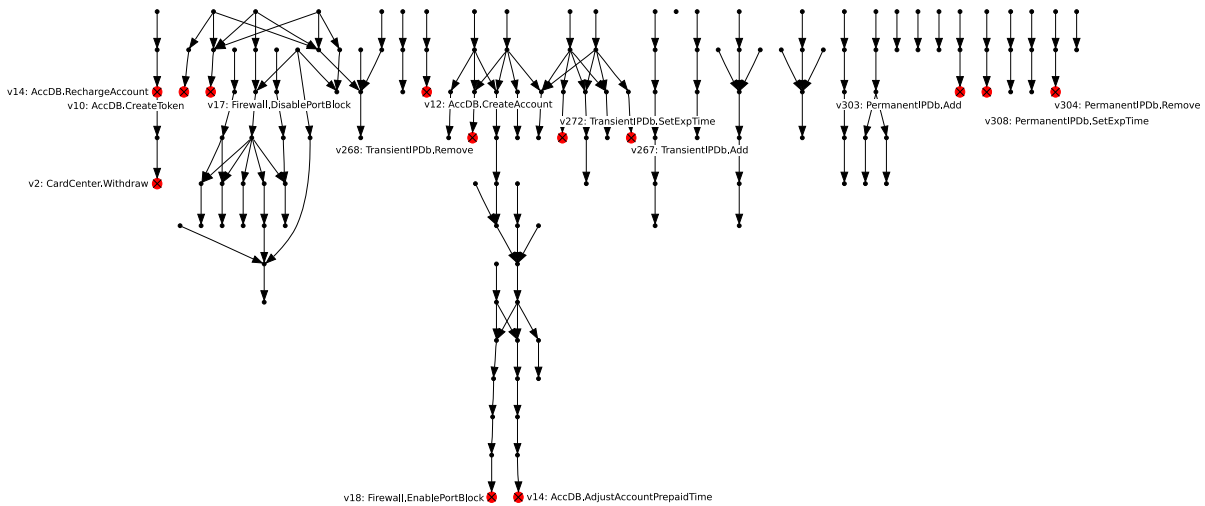 v14: AccDB.RechargeAccount
v10: AccDB.CreateToken
v17: Firewall.DisablePortBlock
v12: AccDB.CreateAccount
v303: PermanentIPDb.Add
v304: PermanentIPDb.Remove
v272: TransientIPDb.SetExpTime
v308: PermanentIPDb.SetExpTime
v268: TransientIPDb.Remove
v267: TransientIPDb.Add
v2: CardCenter.Withdraw
v18: Firewall.EnablePortBlock
v14: AccDB.AdjustAccountPrepaidTime